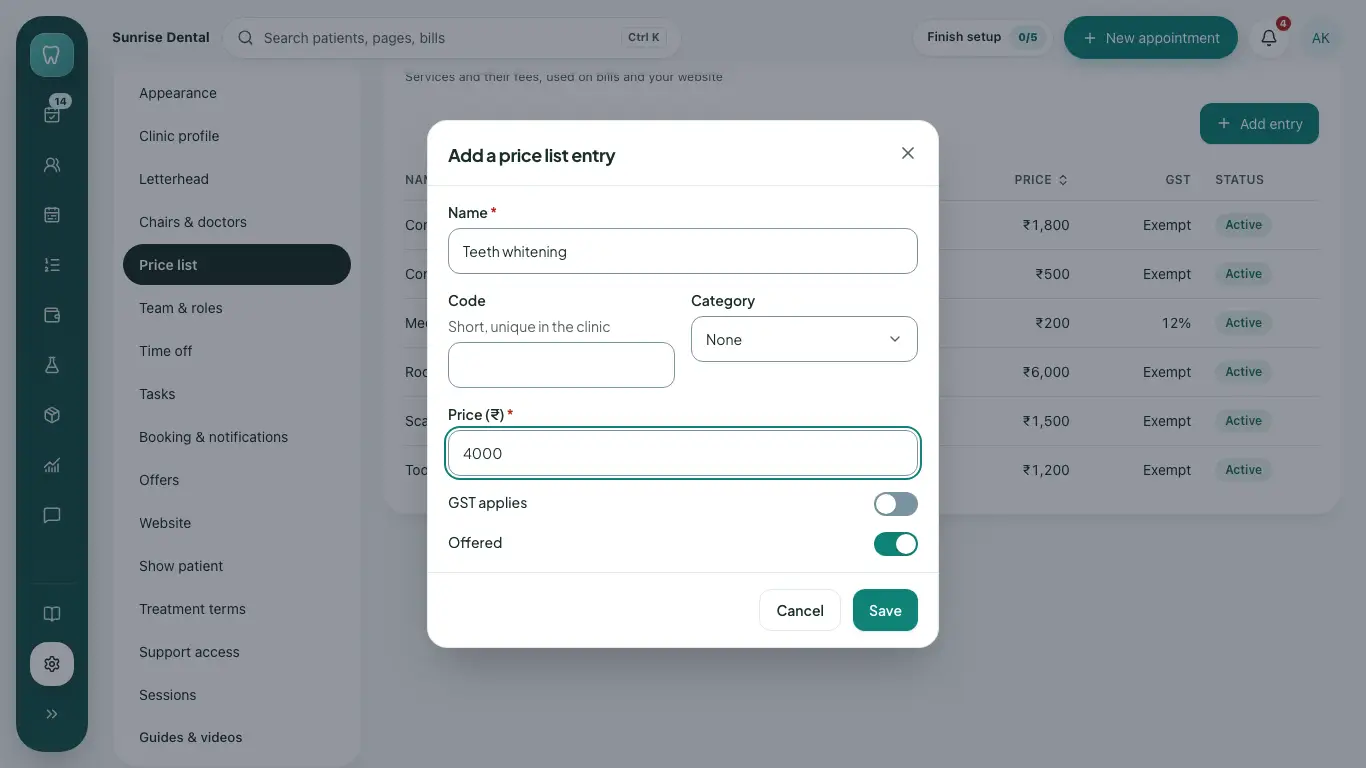 Sunrise Dental
Search patients, pages, bills
Ctrl K
Finish setup 0/5
New appointment
4
AK
14
Appearance
Clinic profile
Letterhead
Chairs & doctors
Price list
Team & roles
Time off
Tasks
Booking & notifications
Offers
Website
Show patient
Treatment terms
Support access
Sessions
Guides & videos
Services and their fees, used on bills and your website
Add entry
PRICE GST STATUS
₹1,800 Exempt Active
₹500 Exempt Active
₹200 12% Active
₹6,000 Exempt Active
₹1,500 Exempt Active
₹1,200 Exempt Active
Add a price list entry
Name *
Teeth whitening
Code
Short, unique in the clinic
Category
None
Price (₹) *
4000
GST applies
Offered
Cancel
Save